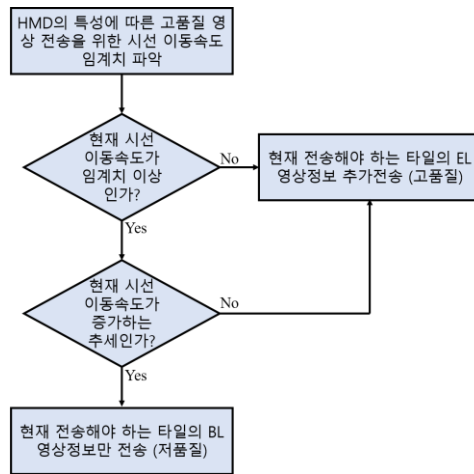 HMD의 특성에 따른 고품질 영
상 전송을 위한 시선 이동속도
임계치 파악
현재 시선
이동속도가
임계치 이상
인가?
No
현재 전송해야 하는 타일의 EL
영상정보 추가전송 (고품질)
Yes
현재 시선
이동속도가
증가하는
추세인가?
No
Yes
현재 전송해야 하는 타일의 BL
영상정보만 전송 (저품질)